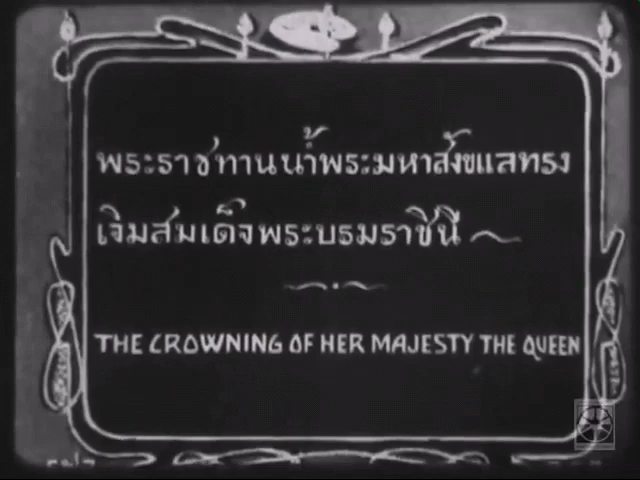 พระราชทานน้ำพระมหาสังขแลทรง
เจิมสมเด็จพระบรมราชินี
THE CROWNING OF HER MAJESTY THE QUEEN